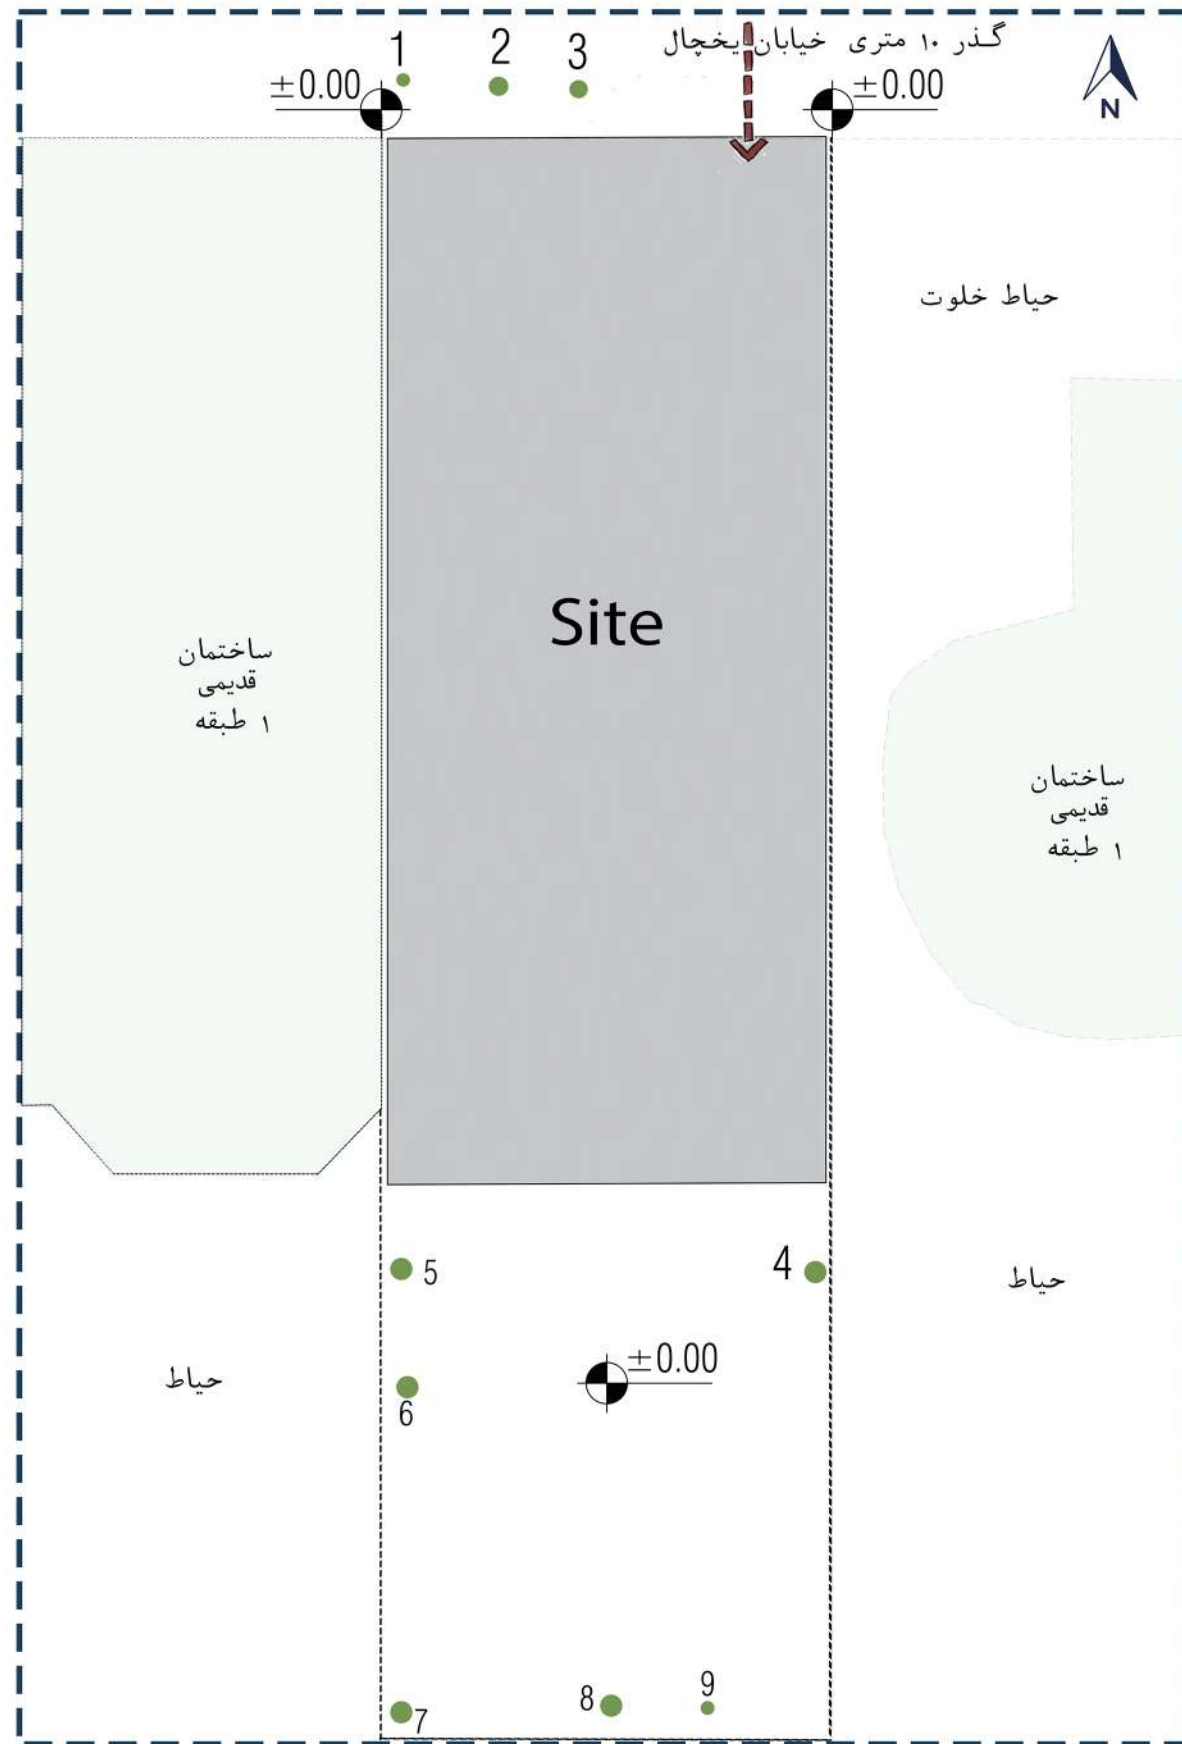 گذر ۱۰ متری خیابان یخچال
1
2
3
±0.00
±0.00
N
حیاط خلوت
Site
ساختمان
قدیمی
۱ طبقه
ساختمان
قدیمی
۱ طبقه
5
4
حیاط
±0.00
حیاط
6
7
8
9